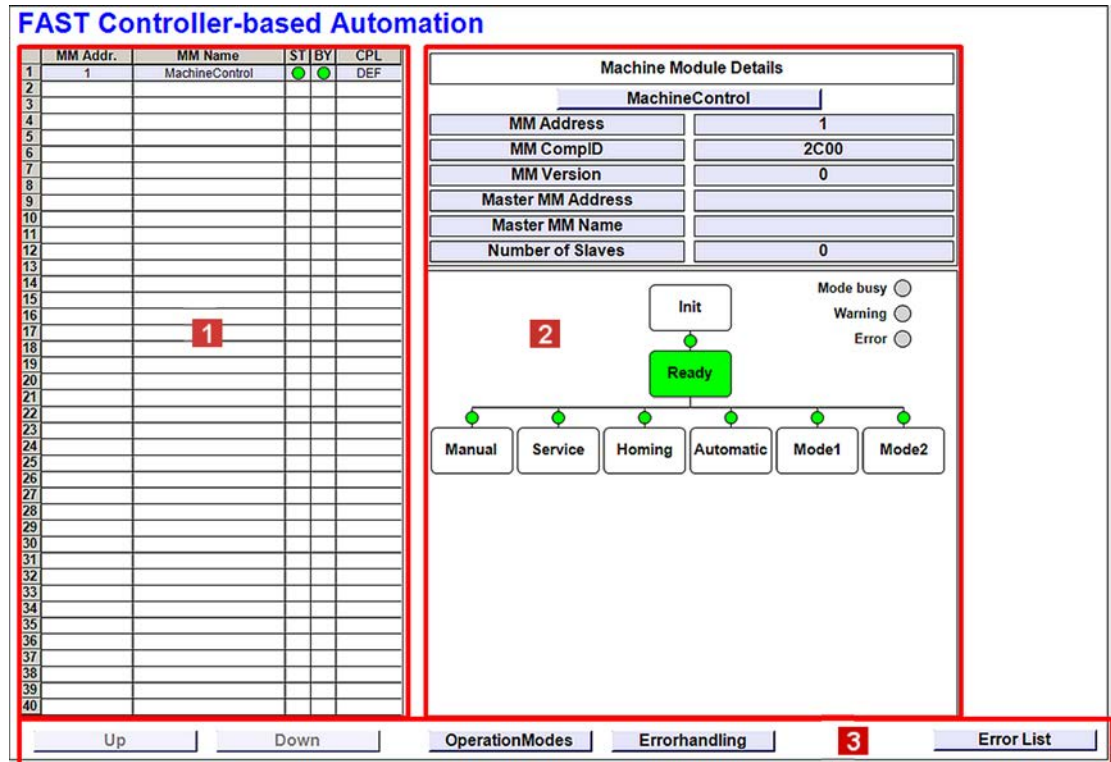 FAST Controller-based Automation
MM Addr. MM Name ST BY CPL
1 1 MachineControl DEF
2
3
4
5
6
7
8
9
10
11
12
13
14
15
16
17
18
19
20
21
22
23
24
25
26
27
28
29
30
31
32
33
34
35
36
37
38
39
40
1
Machine Module Details
MachineControl
MM Address 1
MM CompID 2C00
MM Version 0
Master MM Address
Master MM Name
Number of Slaves 0
Mode busy
Warning
Error
Init
2
Ready
Manual Service Homing Automatic Mode1 Mode2
Up Down OperationModes Errorhandling 3 Error List